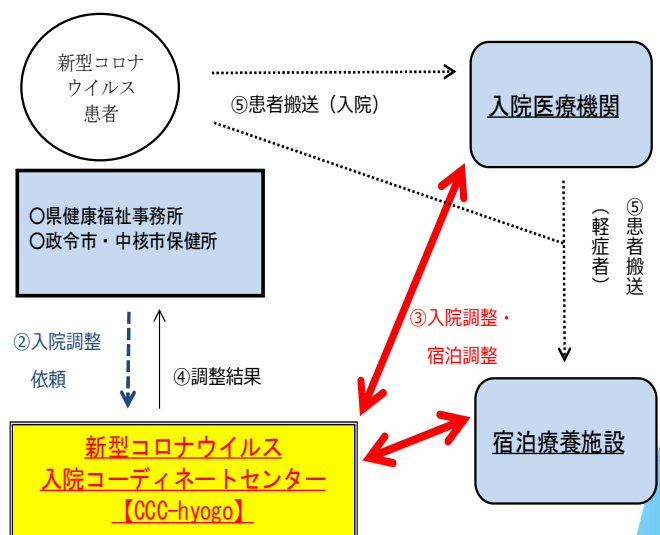 新型コロナ
ウイルス
患者
⑤患者搬送（入院）
入院医療機関
〇県健康福祉事務所
〇政令市・中核市保健所
⑤患者搬送
（軽症者）
②入院調整
依頼
④調整結果
③入院調整・
宿泊調整
新型コロナウイルス
入院コーディネートセンター
【CCC-hyogo】
宿泊療養施設